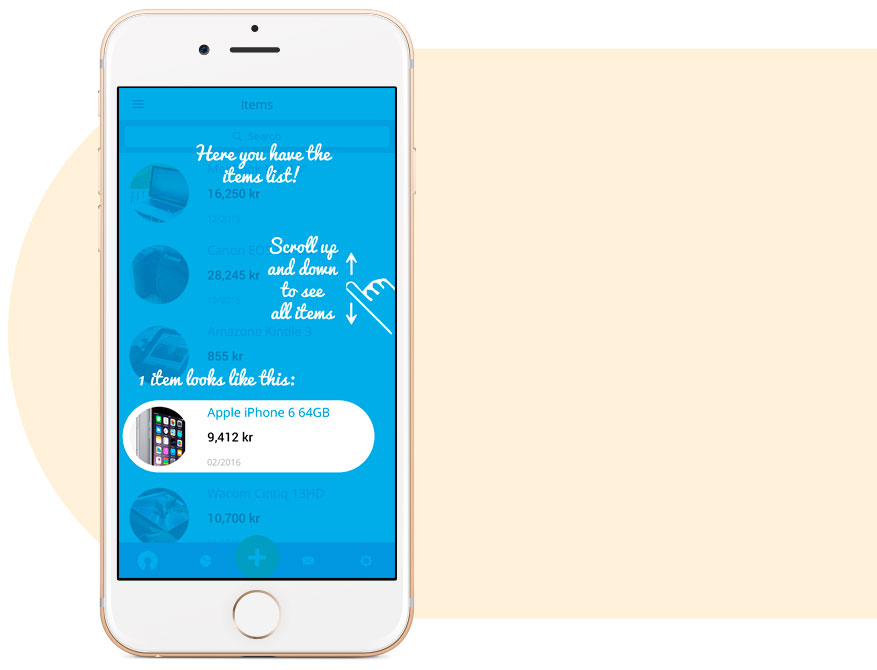 Items
Search
Here you have the
items list!
16,250 kr
12/2015
Canon EO
28,245 kr
10/2015
Scroll up
and down
to see
all items
Amazone Kindle 3
855 kr
1 item looks like this:
Apple iPhone 6 64GB
9,412 kr
02/2016
Wacom Cintiq 13HD
10,700 kr